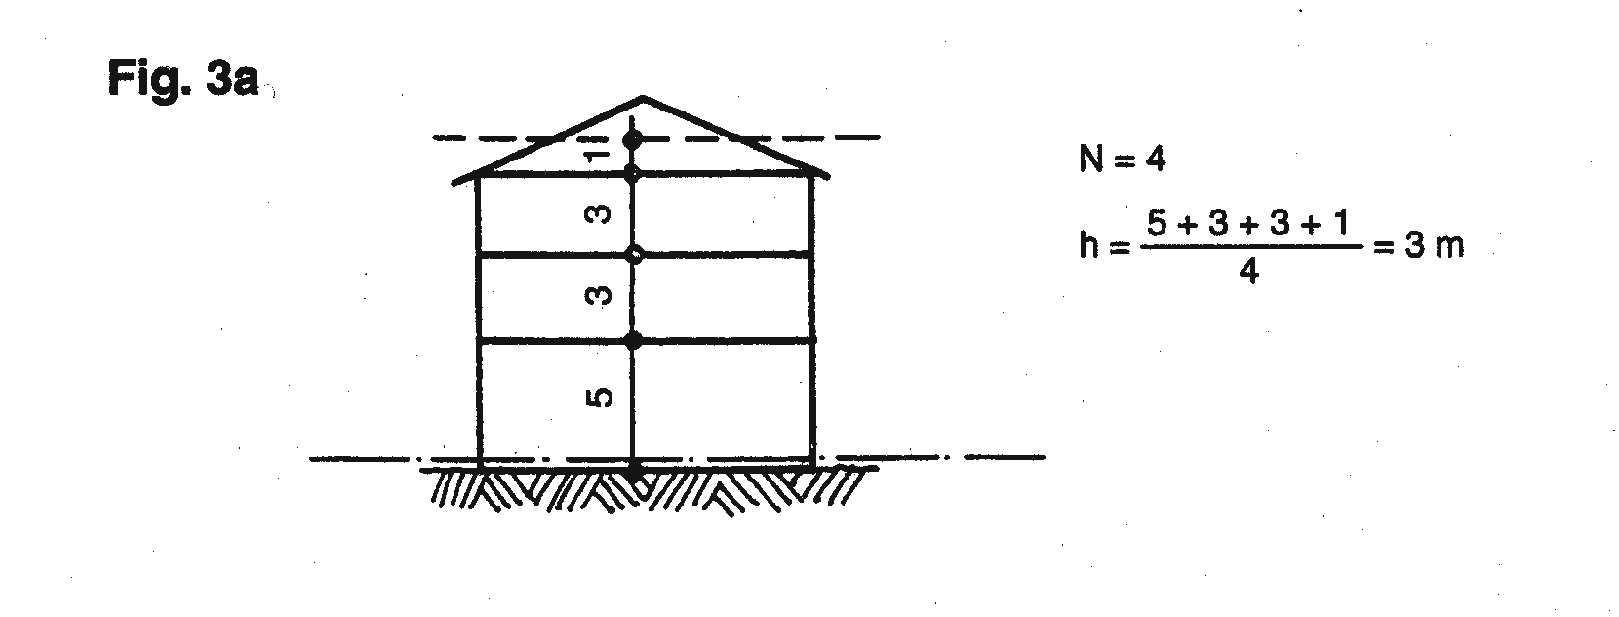 Fig. 3a
1
3
3
5
N = 4
h = 5 + 3 + 3 + 1 / 4 = 3 m